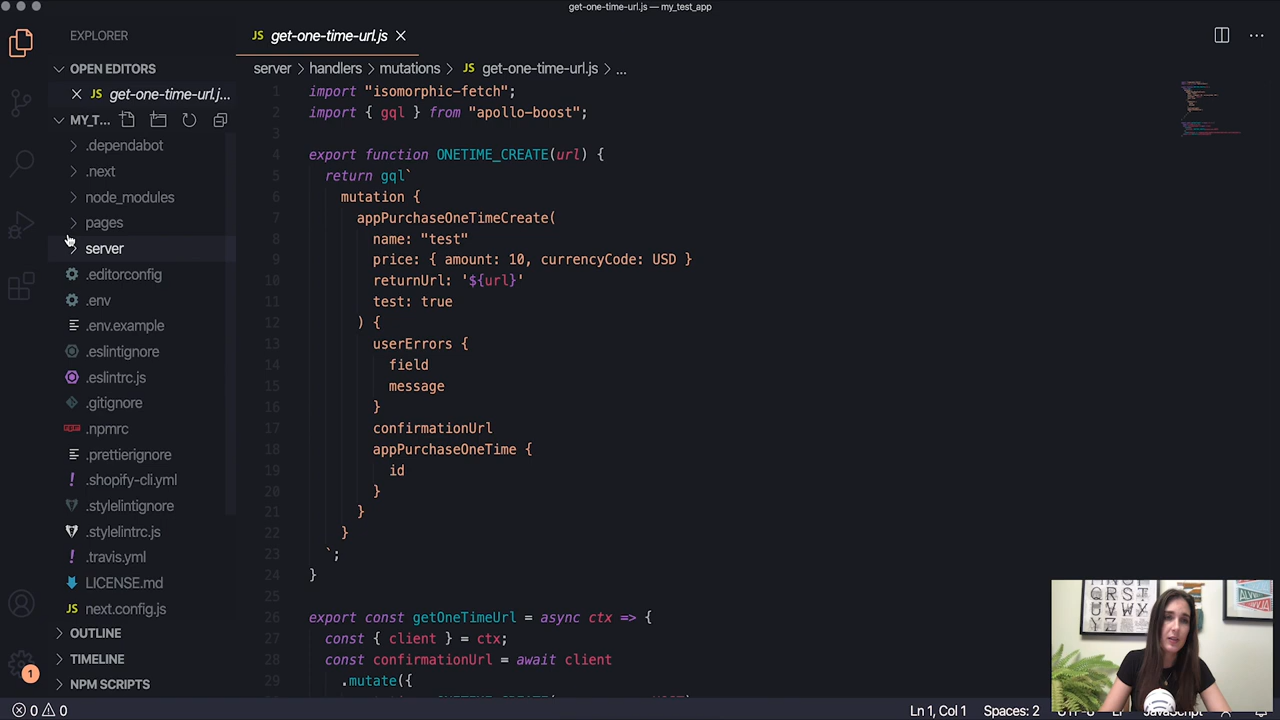 get-one-time-url.js — my_test_app
EXPLORER
OPEN EDITORS
JS get-one-time-url.j...
MY_T...
.dependabot
.next
node_modules
pages
server
.editorconfig
.env
.env.example
.eslintignore
.eslintrc.js
.gitignore
.npmrc
.prettierignore
.shopify-cli.yml
.stylelintignore
.stylelintrc.js
.travis.yml
LICENSE.md
JS next.config.js
OUTLINE
TIMELINE
NPM SCRIPTS
1
JS get-one-time-url.js
server > handlers > mutations > JS get-one-time-url.js > ...
1 import "isomorphic-fetch";
2 import { gql } from "apollo-boost";
3
4 export function ONETIME_CREATE(url) {
5 return gql`
6 mutation {
7 appPurchaseOneTimeCreate(
8 name: "test"
9 price: { amount: 10, currencyCode: USD }
10 returnUrl: '${url}'
11 test: true
12 ) {
13 userErrors {
14 field
15 message
16 }
17 confirmationUrl
18 appPurchaseOneTime {
19 id
20 }
21 }
22 }
23 `;
24 }
25
26 export const getOneTimeUrl = async ctx => {
27 const { client } = ctx;
28 const confirmationUrl = await client
29 .mutate({
0 0
Ln 1, Col 1 Spaces: 2